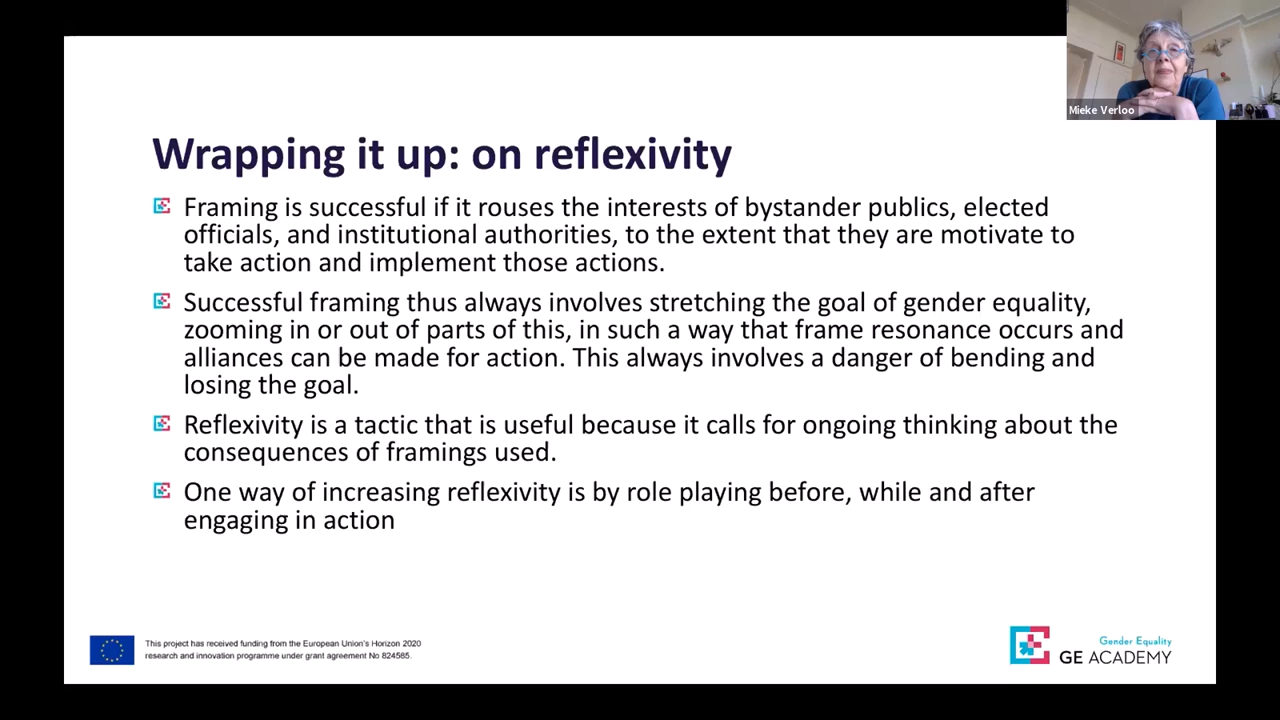 Mieke Verloo
Wrapping it up: on reflexivity
Framing is successful if it rouses the interests of bystander publics, elected
officials, and institutional authorities, to the extent that they are motivate to
take action and implement those actions.
Successful framing thus always involves stretching the goal of gender equality,
zooming in or out of parts of this, in such a way that frame resonance occurs and
alliances can be made for action. This always involves a danger of bending and
losing the goal.
Reflexivity is a tactic that is useful because it calls for ongoing thinking about the
consequences of framings used.
One way of increasing reflexivity is by role playing before, while and after
engaging in action
This project has received funding from the European Union's Horizon 2020
research and innovation programme under grant agreement No 824585.
Gender Equality
GE ACADEMY